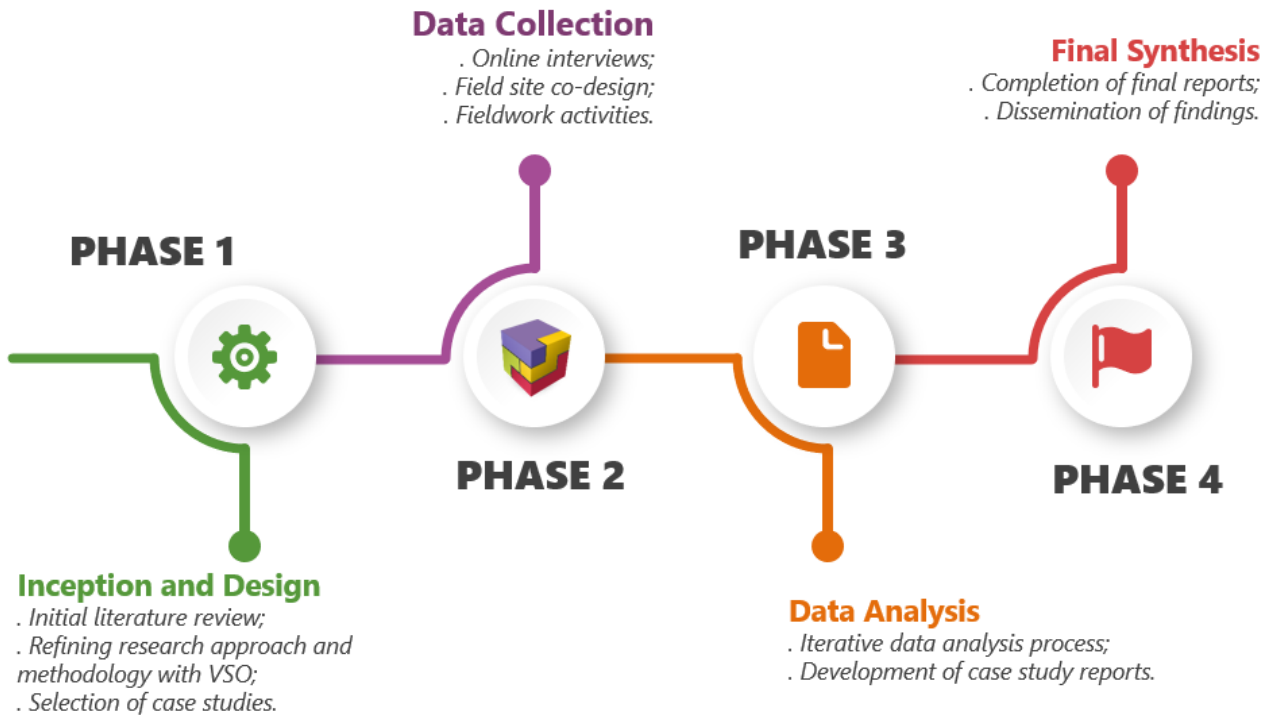 PHASE 1
Inception and Design
. Initial literature review;
. Refining research approach and
methodology with VSO;
. Selection of case studies.
Data Collection
. Online interviews;
. Field site co-design;
. Fieldwork activities.
PHASE 2
PHASE 3
Data Analysis
. Iterative data analysis process;
. Development of case study reports.
Final Synthesis
. Completion of final reports;
. Dissemination of findings.
PHASE 4